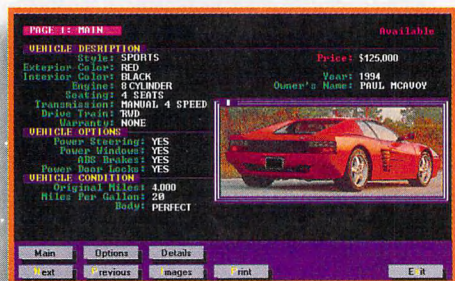 PAGE 1: MAIN
Available
VEHICLE DESRIPTION
Style: SPORTS
Exterior Color: RED
Interior Color: BLACK
Engine: 8 CYLINDER
Seating: 4 SEATS
Transmission: MANUAL 4 SPEED
Drive Train: RWD
Warranty: NONE
Price: $125,000
Year: 1994
Owner's Name: PAUL MCAVOY
VEHICLE OPTIONS
Power Steering: YES
Power Windows: YES
ABS Brakes: YES
Power Door Locks: YES
VEHICLE CONDITION
Original Miles: 4,000
Miles Per Gallon: 20
Body: PERFECT
Main Options Details
Next Previous Images Print Exit